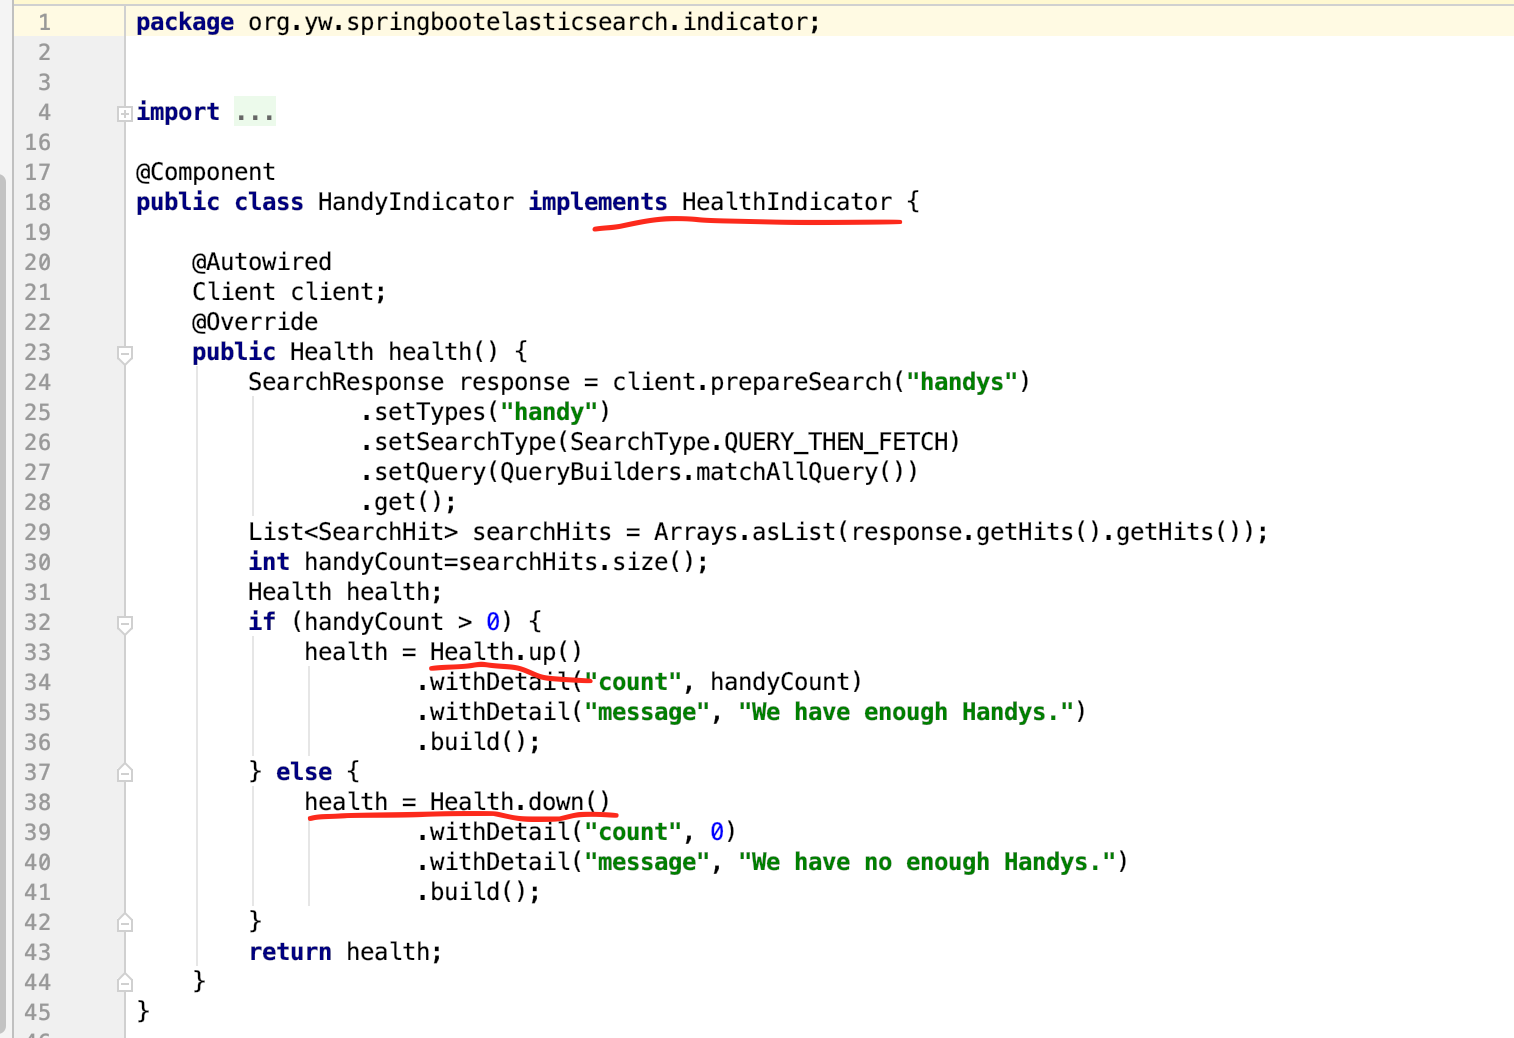 1 package org.yw.springbootelasticsearch.indicator;
2
3
4 import ...
16
17 @Component
18 public class HandyIndicator implements HealthIndicator {
19
20 @Autowired
21 Client client;
22 @Override
23 public Health health() {
24 SearchResponse response = client.prepareSearch("handys")
25 .setTypes("handy")
26 .setSearchType(SearchType.QUERY_THEN_FETCH)
27 .setQuery(QueryBuilders.matchAllQuery())
28 .get();
29 List<SearchHit> searchHits = Arrays.asList(response.getHits().getHits());
30 int handyCount=searchHits.size();
31 Health health;
32 if (handyCount > 0) {
33 health = Health.up()
34 .withDetail("count", handyCount)
35 .withDetail("message", "We have enough Handys.")
36 .build();
37 } else {
38 health = Health.down()
39 .withDetail("count", 0)
40 .withDetail("message", "We have no enough Handys.")
41 .build();
42 }
43 return health;
44 }
45 }